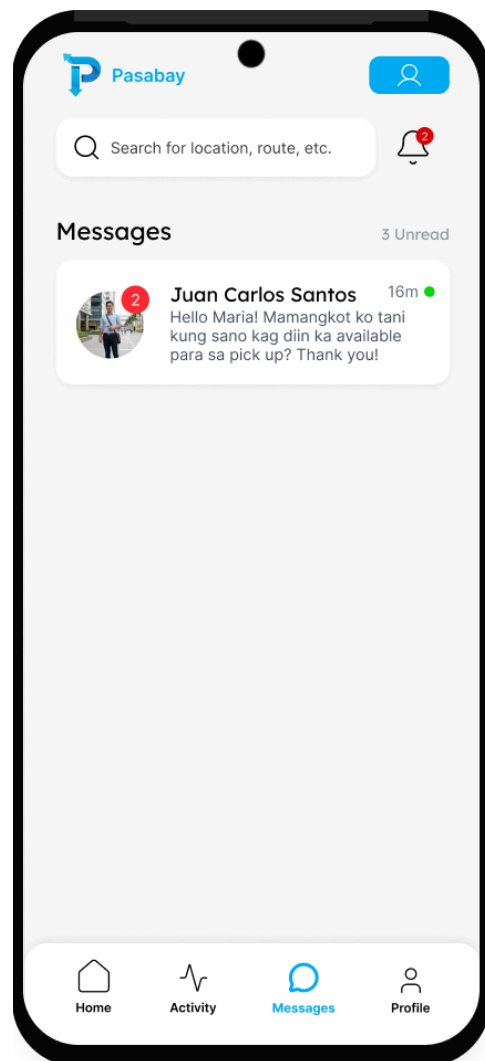 Pasabay
Search for location, route, etc.
2
Messages
3 Unread
2
Juan Carlos Santos
16m
Hello Maria! Mamangkot ko tani
kung sano kag diin ka available
para sa pick up? Thank you!
Home
Activity
Messages
Profile